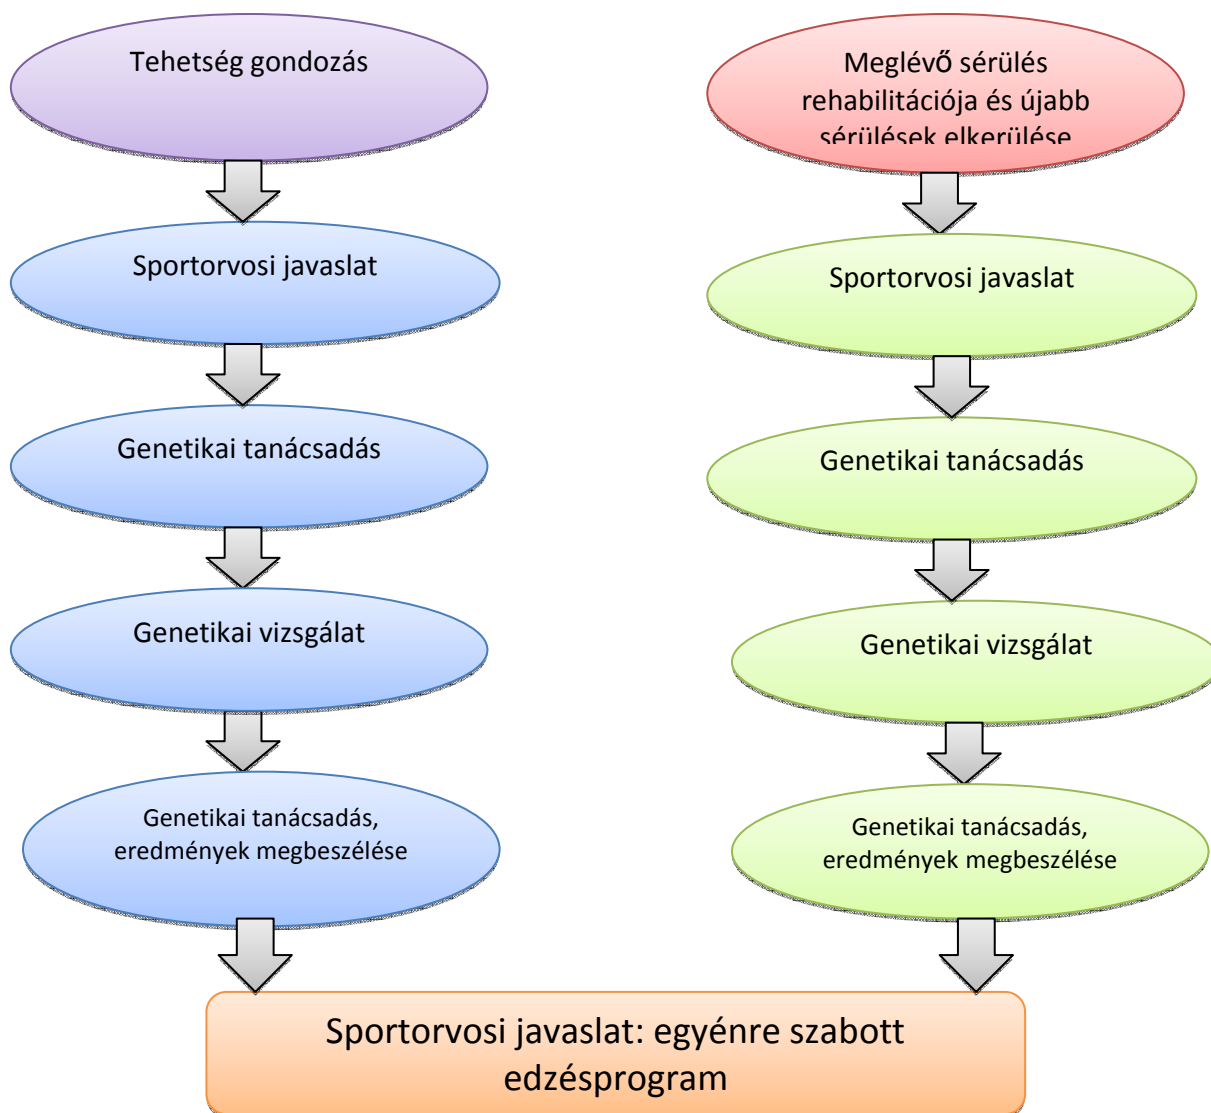 Tehetség gondozás
Sportorvosi javaslat
Genetikai tanácsadás
Genetikai vizsgálat
Genetikai tanácsadás,
eredmények megbeszélése
Meglévő sérülés
rehabilitációja és újabb
sérülések elkerülése
Sportorvosi javaslat
Genetikai tanácsadás
Genetikai vizsgálat
Genetikai tanácsadás,
eredmények megbeszélése
Sportorvosi javaslat: egyénre szabott
edzésprogram